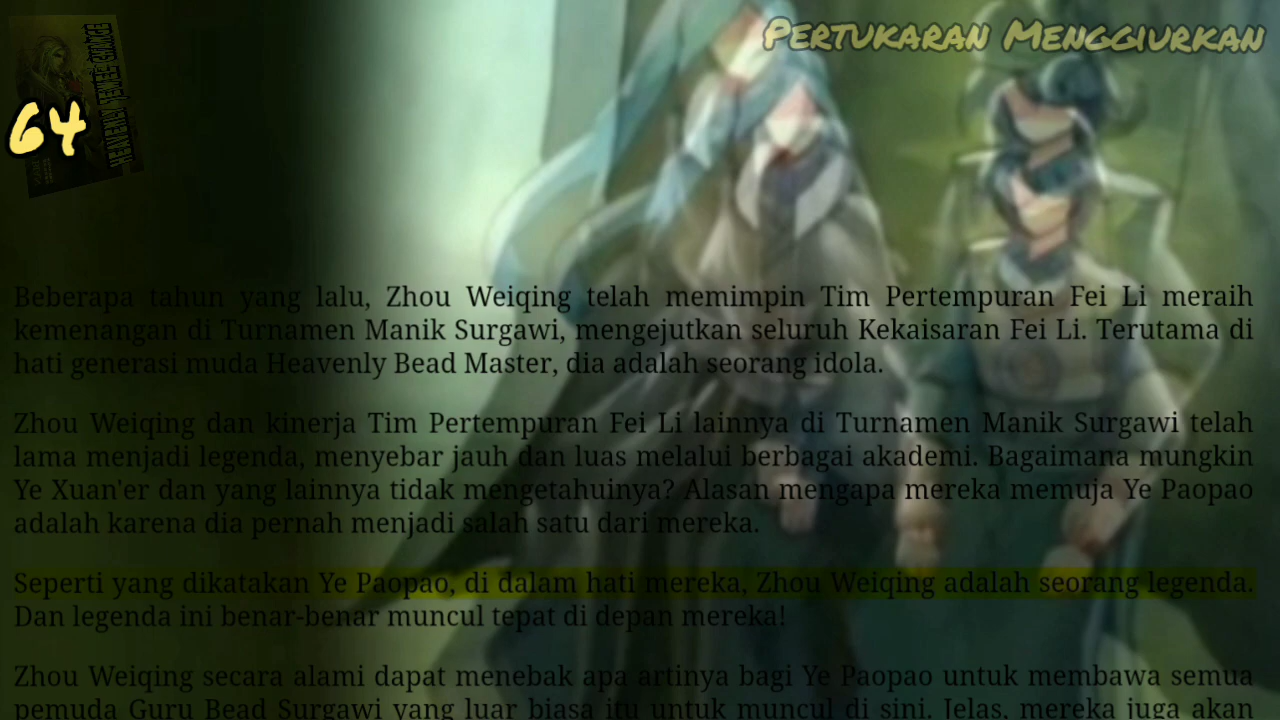 Pertukaran Menggiurkan
HEAVENLY JEWEL CHANGE
64
Beberapa tahun yang lalu, Zhou Weiqing telah memimpin Tim Pertempuran Fei Li meraih
kemenangan di Turnamen Manik Surgawi, mengejutkan seluruh Kekaisaran Fei Li. Terutama di
hati generasi muda Heavenly Bead Master, dia adalah seorang idola.
Zhou Weiqing dan kinerja Tim Pertempuran Fei Li lainnya di Turnamen Manik Surgawi telah
lama menjadi legenda, menyebar jauh dan luas melalui berbagai akademi. Bagaimana mungkin
Ye Xuan'er dan yang lainnya tidak mengetahuinya? Alasan mengapa mereka memuja Ye Paopao
adalah karena dia pernah menjadi salah satu dari mereka.
Seperti yang dikatakan Ye Paopao, di dalam hati mereka, Zhou Weiqing adalah seorang legenda.
Dan legenda ini benar-benar muncul tepat di depan mereka!
Zhou Weiqing secara alami dapat menebak apa artinya bagi Ye Paopao untuk membawa semua
pemuda Guru Bead Surgawi yang luar biasa itu untuk muncul di sini. Jelas, mereka juga akan